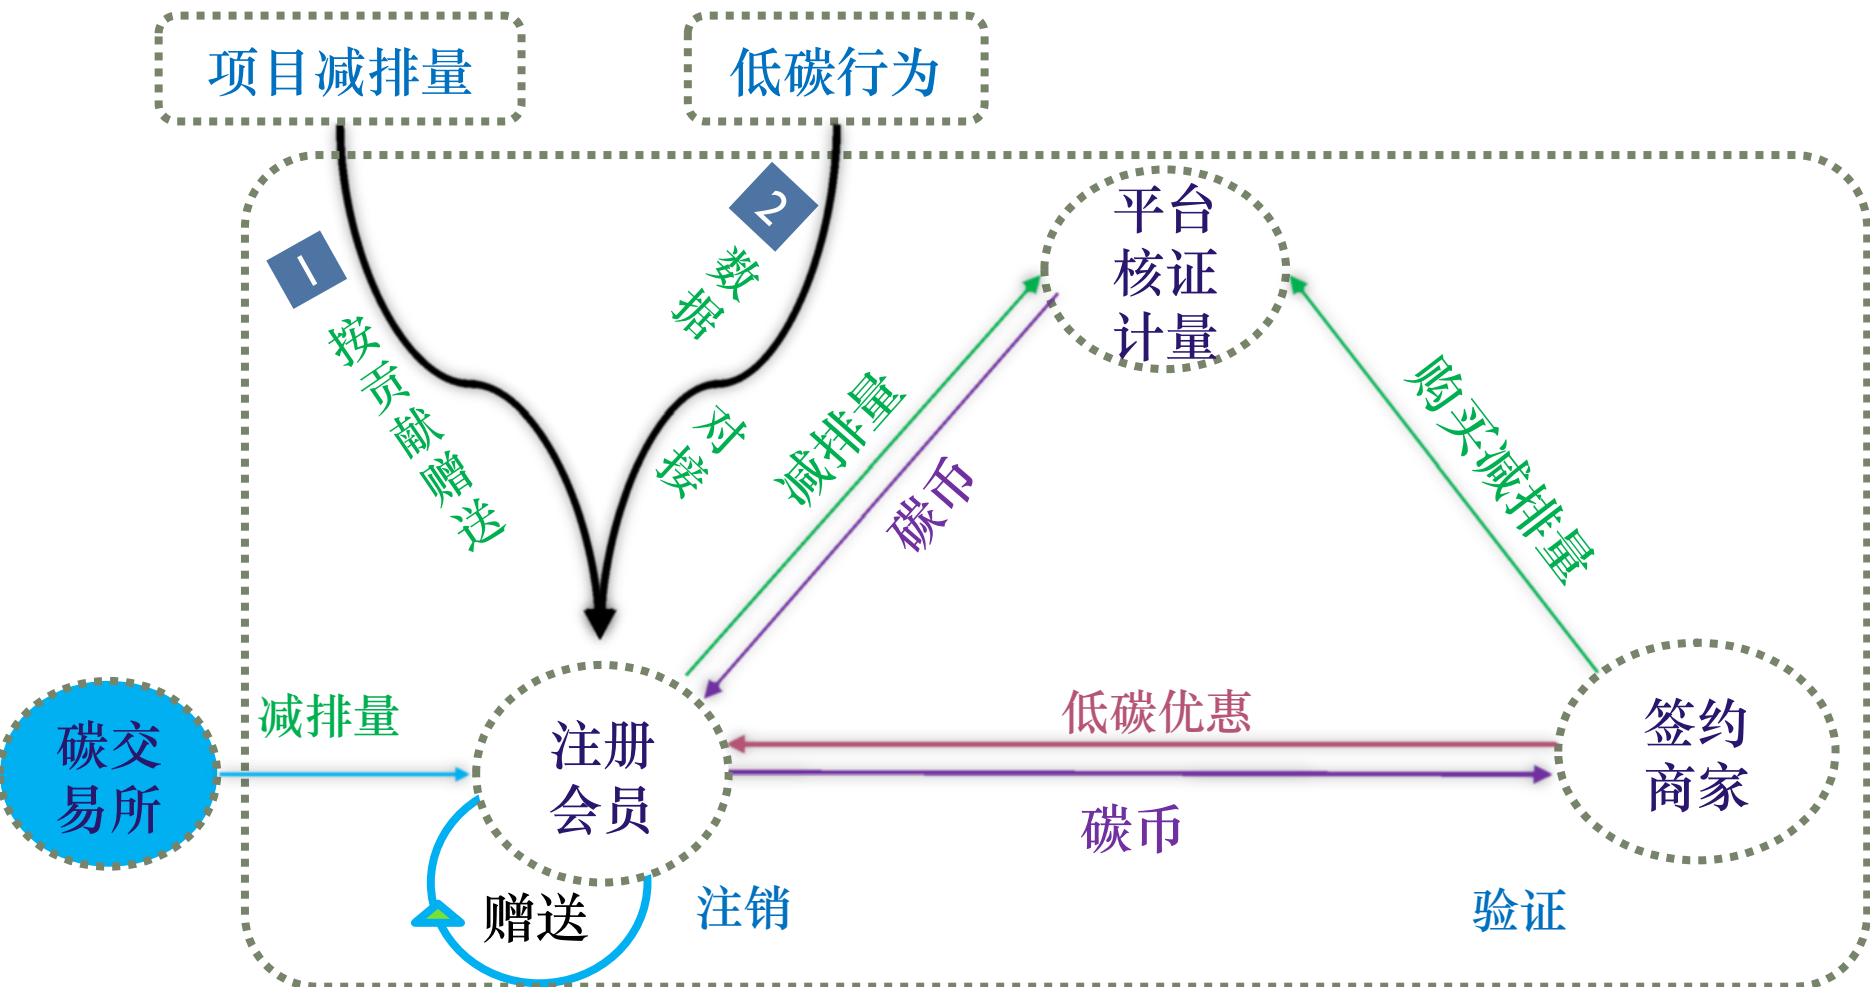 项目减排量
低碳行为
1
2
按贡献赠送
数据
对接
平台
核证
计量
减排量
碳币
购买减排量
碳交
易所
减排量
注册
会员
低碳优惠
碳币
签约
商家
赠送
注销
验证